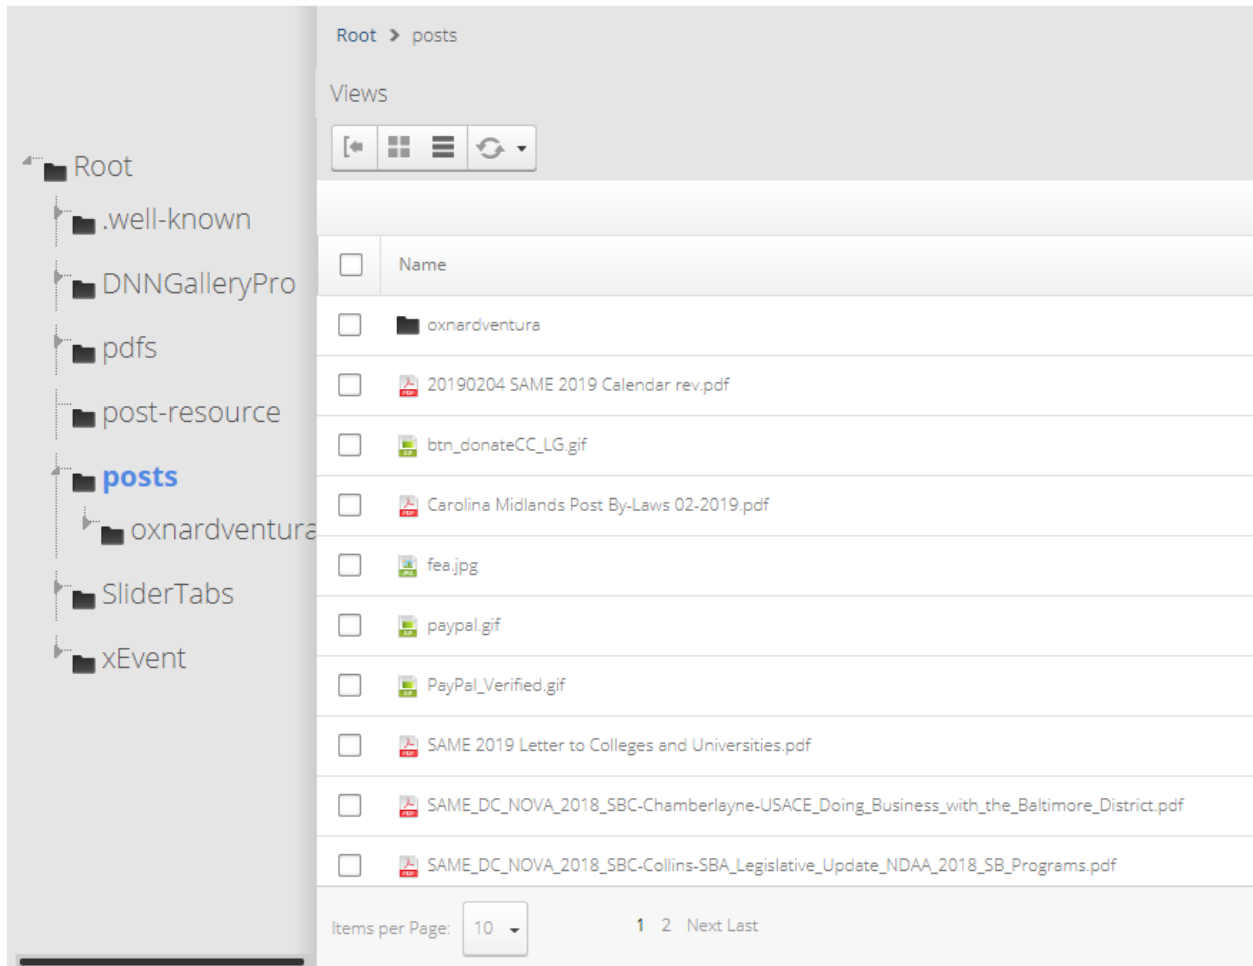 Root > posts
Views
Root
.well-known
DNNGalleryPro
pdfs
post-resource
posts
oxnardventura
SliderTabs
xEvent
Name
oxnardventura
20190204 SAME 2019 Calendar rev.pdf
btn_donateCC_LG.gif
Carolina Midlands Post By-Laws 02-2019.pdf
fea.jpg
paypal.gif
PayPal_Verified.gif
SAME 2019 Letter to Colleges and Universities.pdf
SAME_DC_NOVA_2018_SBC-Chamberlayne-USACE_Doing_Business_with_the_Baltimore_District.pdf
SAME_DC_NOVA_2018_SBC-Collins-SBA_Legislative_Update_NDAA_2018_SB_Programs.pdf
Items per Page: 10 1 2 Next Last